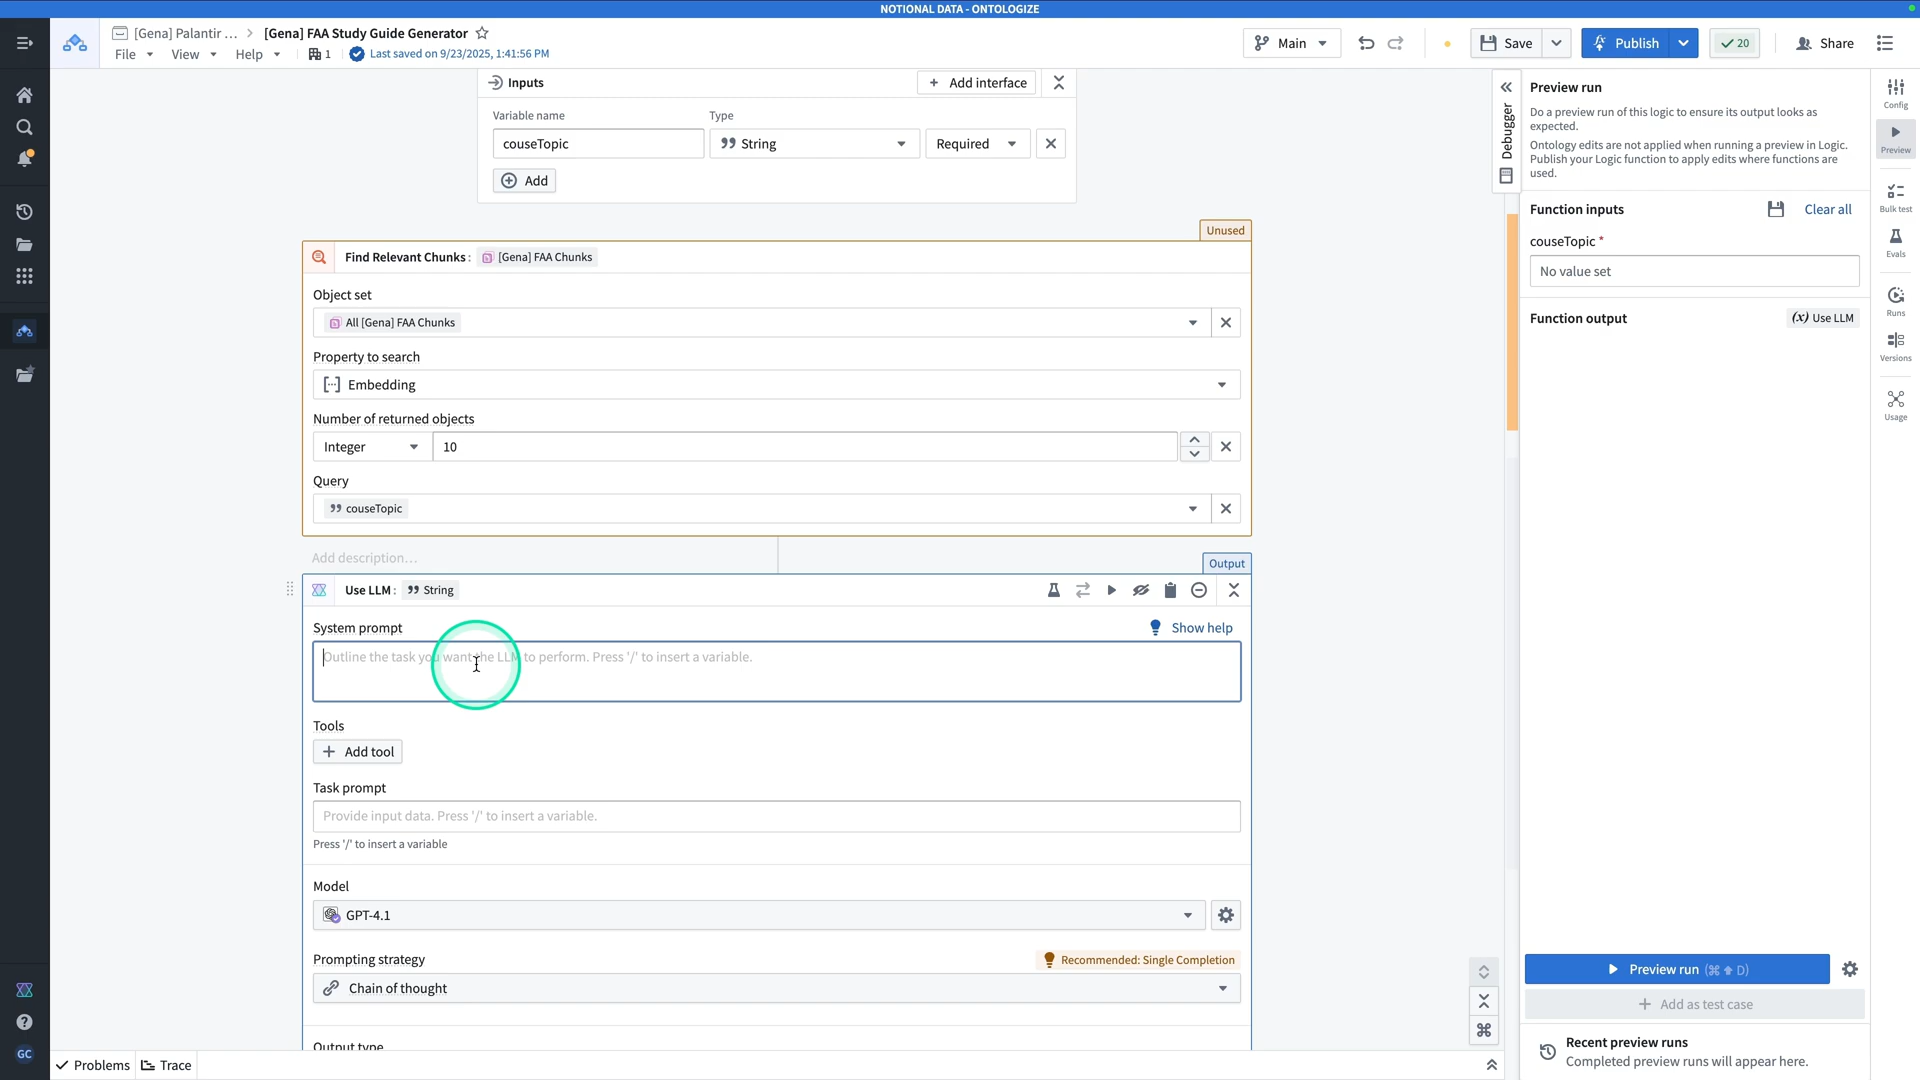 NOTIONAL DATA - ONTOLOGIZE
[Gena] Palantir ... > [Gena] FAA Study Guide Generator
File View Help 1 Last saved on 9/23/2025, 1:41:56 PM
Main Save Publish 20 Share
Inputs
Add interface
Variable name Type
couseTopic String Required
Add
Unused
Find Relevant Chunks: [Gena] FAA Chunks
Object set
All [Gena] FAA Chunks
Property to search
Embedding
Number of returned objects
Integer 10
Query
couseTopic
Add description...
Output
Use LLM: String
System prompt
Show help
Outline the task you want the LLM to perform. Press '/' to insert a variable.
Tools
Add tool
Task prompt
Provide input data. Press '/' to insert a variable.
Press '/' to insert a variable
Model
GPT-4.1
Prompting strategy
Recommended: Single Completion
Chain of thought
Output type
Debugger
Preview run
Do a preview run of this logic to ensure its output looks as
expected.
Ontology edits are not applied when running a preview in Logic.
Publish your Logic function to apply edits where functions are
used.
Function inputs
Clear all
couseTopic *
No value set
Function output
(x) Use LLM
Preview run (⌘ ⬆ D)
Add as test case
Recent preview runs
Completed preview runs will appear here.
Config
Preview
Bulk test
Evals
Runs
Versions
Usage
GC
Problems Trace